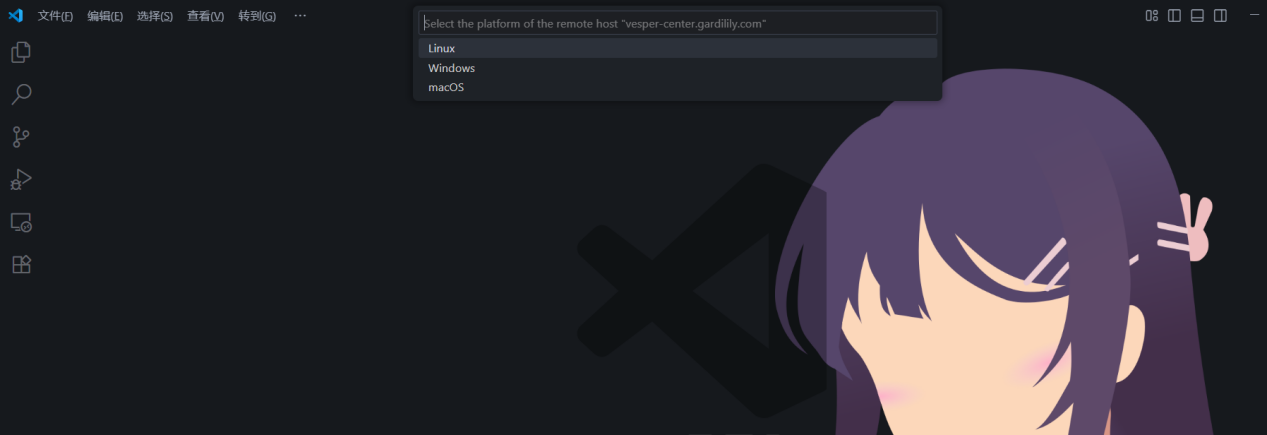 文件(F) 编辑(E) 选择(S) 查看(V) 转到(G) ···
Select the platform of the remote host "vesper-center.gardilily.com"
Linux
Windows
macOS